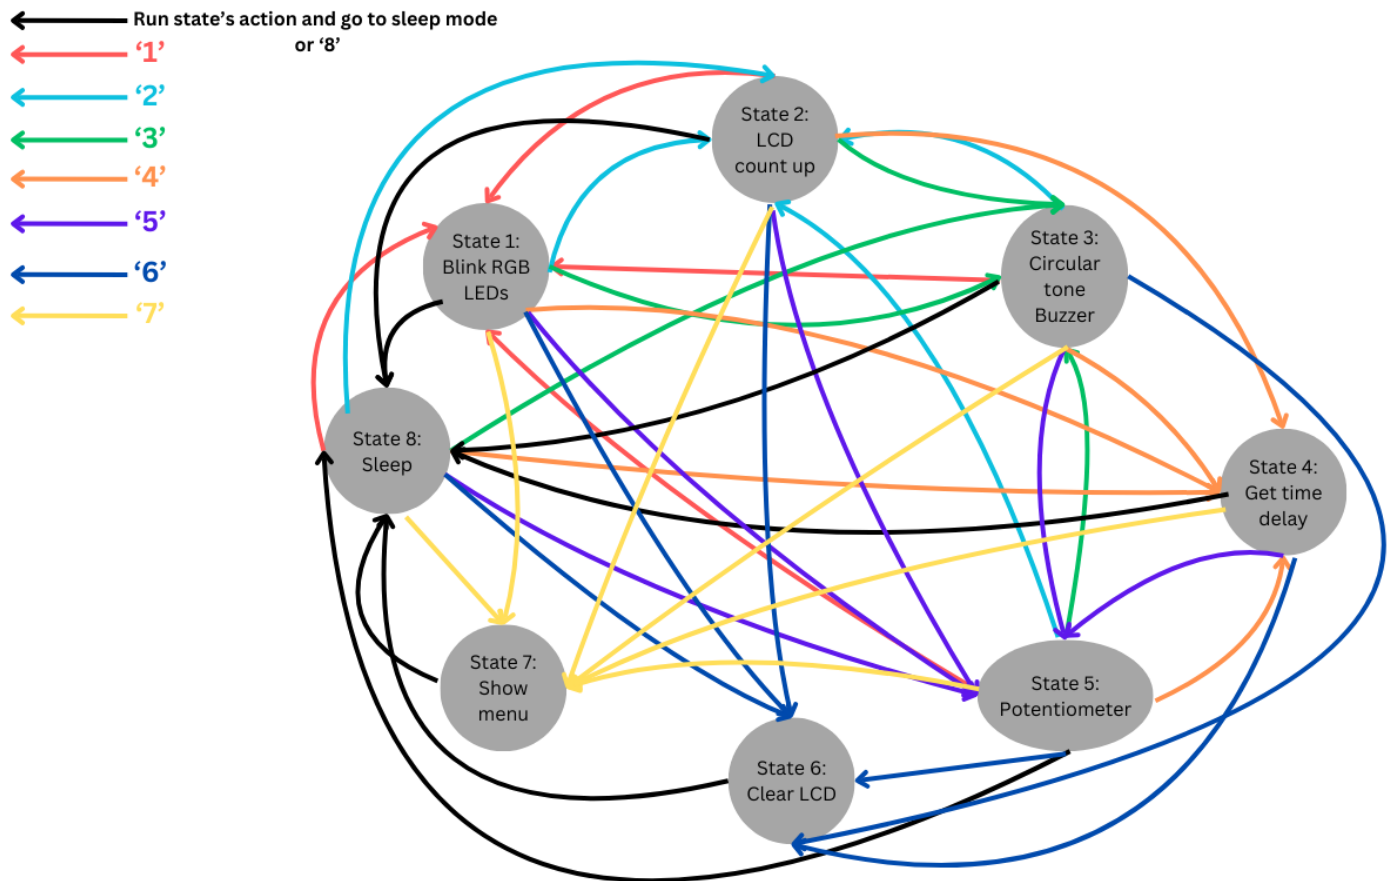 Run state’s action and go to sleep mode
or ‘8’
‘1’
‘2’
‘3’
‘4’
‘5’
‘6’
‘7’
State 2:
LCD
count up
State 1:
Blink RGB
LEDs
State 3:
Circular
tone
Buzzer
State 8:
Sleep
State 4:
Get time
delay
State 7:
Show
menu
State 5:
Potentiometer
State 6:
Clear LCD